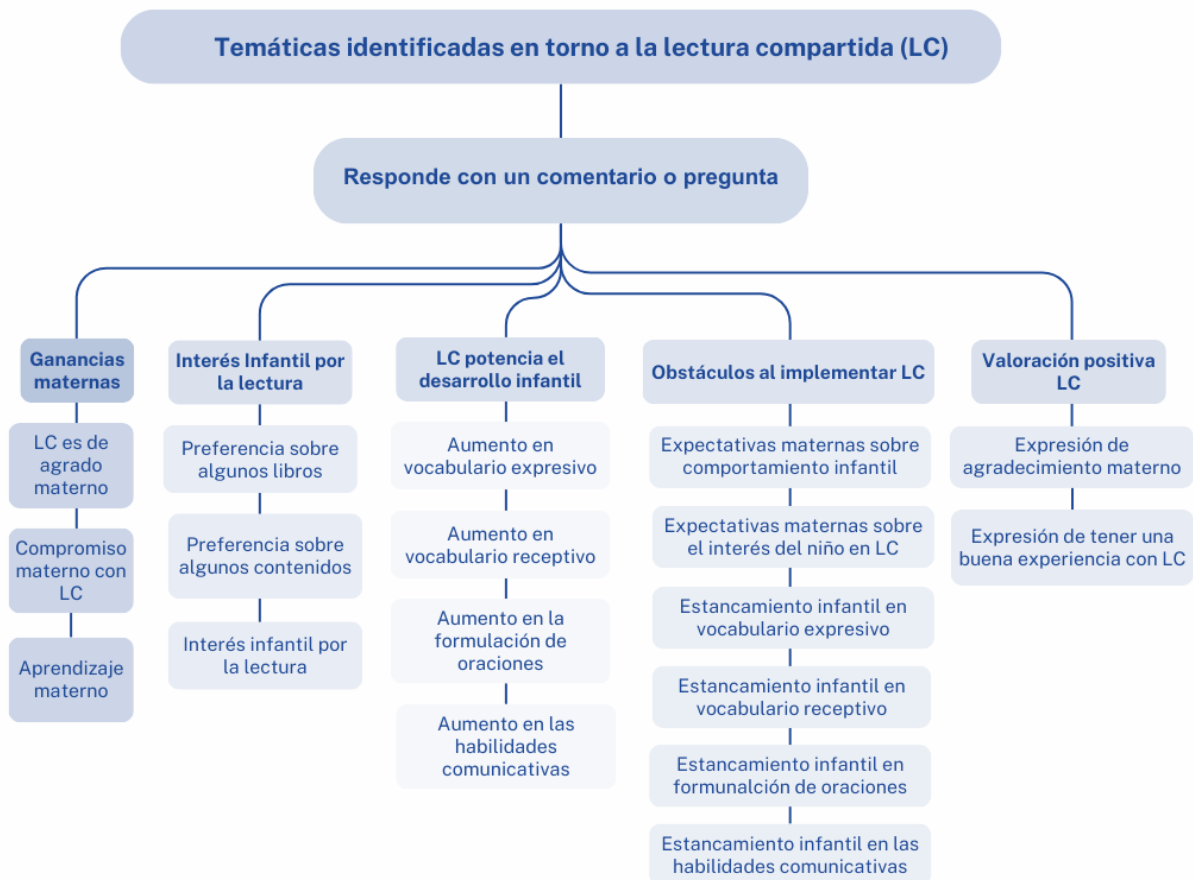 Temáticas identificadas en torno a la lectura compartida (LC)
Responde con un comentario o pregunta
Ganancias
maternas
LC es de
agrado
materno
Compromiso
materno con
LC
Aprendizaje
materno
Interés Infantil por
la lectura
Preferencia sobre
algunos libros
Preferencia sobre
algunos contenidos
Interés infantil por
la lectura
LC potencia el
desarrollo infantil
Aumento en
vocabulario expresivo
Aumento en
vocabulario receptivo
Aumento en la
formulación de
oraciones
Aumento en las
habilidades
comunicativas
Obstáculos al implementar LC
Expectativas maternas sobre
comportamiento infantil
Expectativas maternas sobre
el interés del niño en LC
Estancamiento infantil en
vocabulario expresivo
Estancamiento infantil en
vocabulario receptivo
Estancamiento infantil en
formunalción de oraciones
Estancamiento infantil en las
habilidades comunicativas
Valoración positiva
LC
Expresión de
agradecimiento materno
Expresión de tener una
buena experiencia con LC